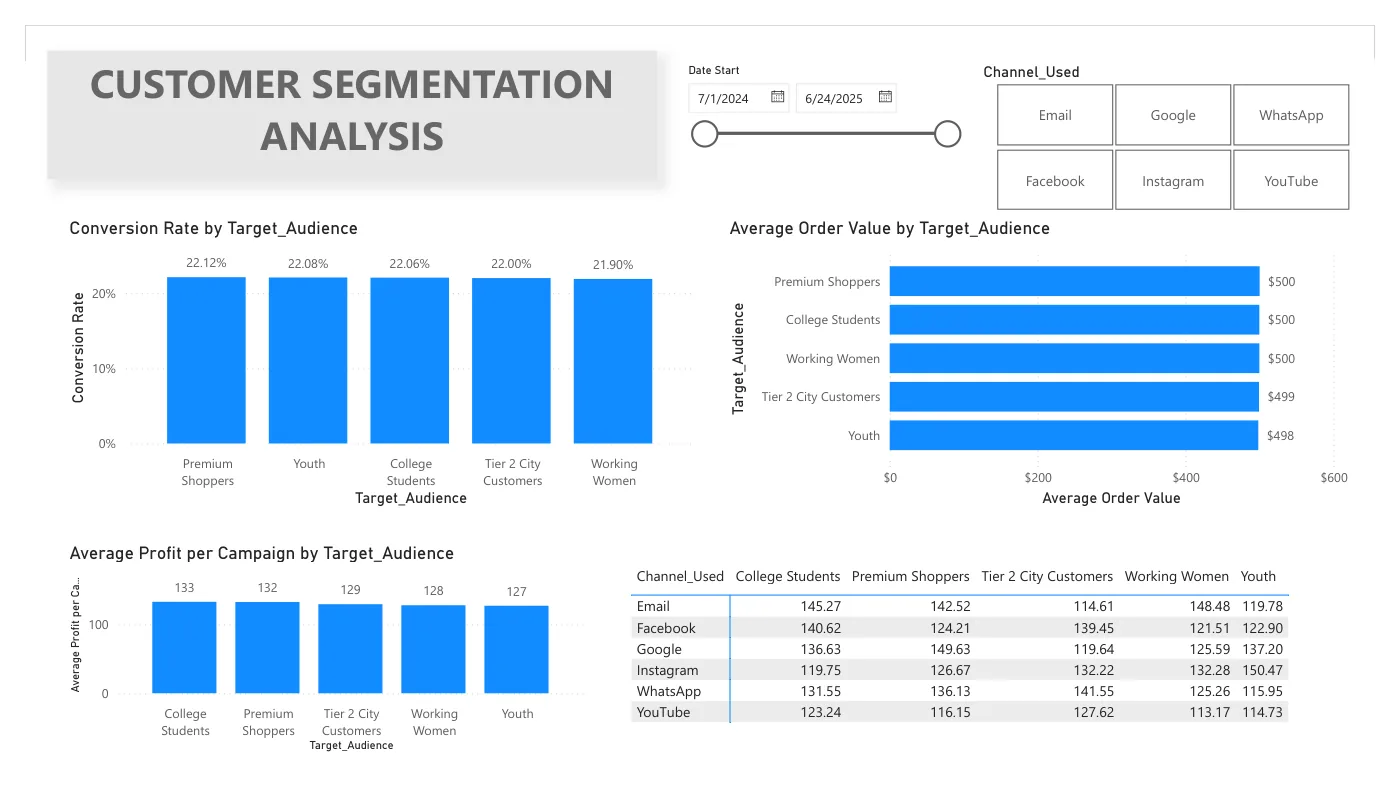 CUSTOMER SEGMENTATION
ANALYSIS
Date Start
7/1/2024 6/24/2025
Channel_Used
Email Google WhatsApp
Facebook Instagram YouTube
Conversion Rate by Target_Audience
Conversion Rate
22.12% 22.08% 22.06% 22.00% 21.90%
20%
10%
0%
Premium Shoppers
Youth
College Students
Tier 2 City Customers
Working Women
Target_Audience
Average Order Value by Target_Audience
Target_Audience
Premium Shoppers $500
College Students $500
Working Women $500
Tier 2 City Customers $499
Youth $498
$0 $200 $400 $600
Average Order Value
Average Profit per Campaign by Target_Audience
Average Profit per Ca...
133 132 129 128 127
100
0
College Students
Premium Shoppers
Tier 2 City Customers
Working Women
Youth
Target_Audience
Channel_Used College Students Premium Shoppers Tier 2 City Customers Working Women Youth
Email 145.27 142.52 114.61 148.48 119.78
Facebook 140.62 124.21 139.45 121.51 122.90
Google 136.63 149.63 119.64 125.59 137.20
Instagram 119.75 126.67 132.22 132.28 150.47
WhatsApp 131.55 136.13 141.55 125.26 115.95
YouTube 123.24 116.15 127.62 113.17 114.73